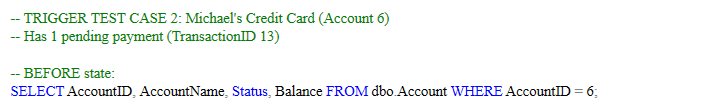 -- TRIGGER TEST CASE 2: Michael's Credit Card (Account 6)
-- Has 1 pending payment (TransactionID 13)
-- BEFORE state:
SELECT AccountID, AccountName, Status, Balance FROM dbo.Account WHERE AccountID = 6;